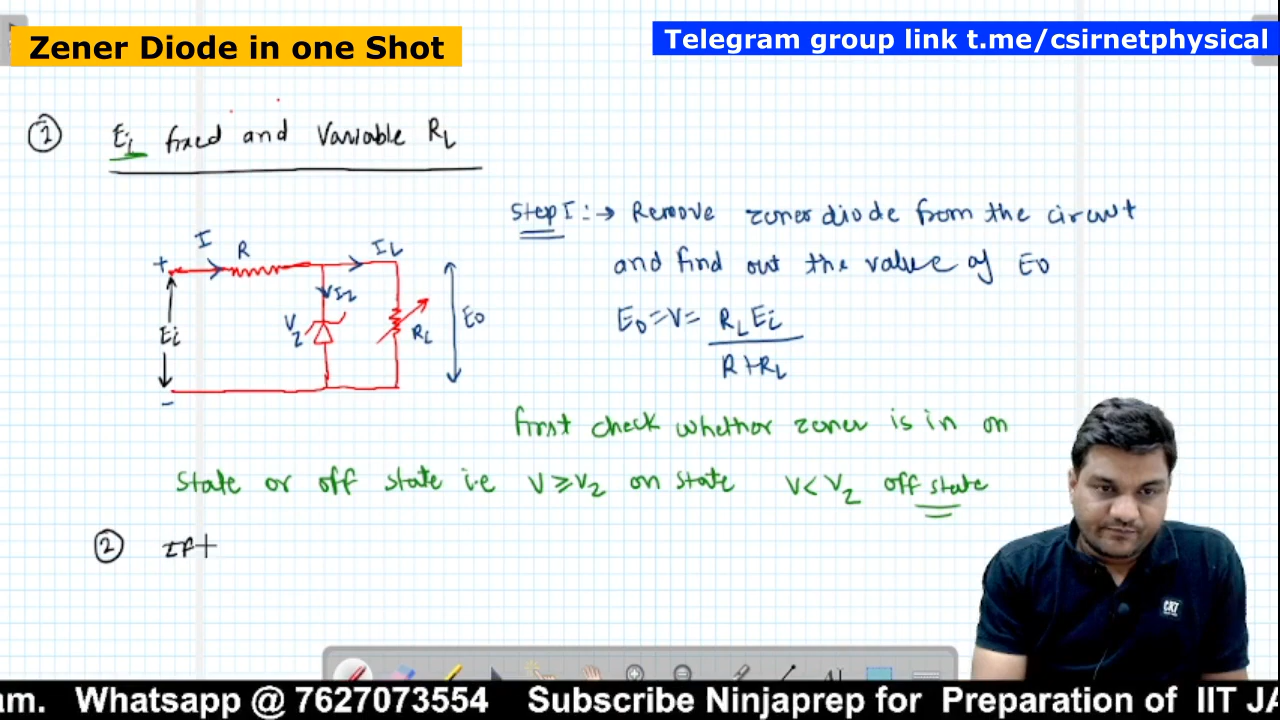 Zener Diode in one Shot
Telegram group link t.me/csirnetphysical
② Ei fixed and Variable RL
Step I :→ Remove zener diode from the circuit
and find out the value of E0
E0 = V = RL Ei
R + RL
I
R
IL
+
IZ
VZ
Ei
RL
E0
-
first check whether zener is in on
state or off state i.e V ≥ VZ on state V < VZ off state
②
CKT
am. Whatsapp @ 7627073554 Subscribe Ninjaprep for Preparation of IIT JA